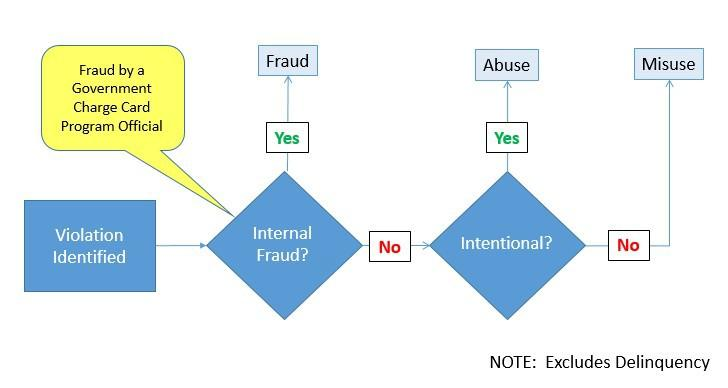 Fraud by a
Government
Charge Card
Program Official
Fraud
Abuse
Misuse
Yes
Yes
Violation
Identified
Internal
Fraud?
No
Intentional?
No
NOTE: Excludes Delinquency